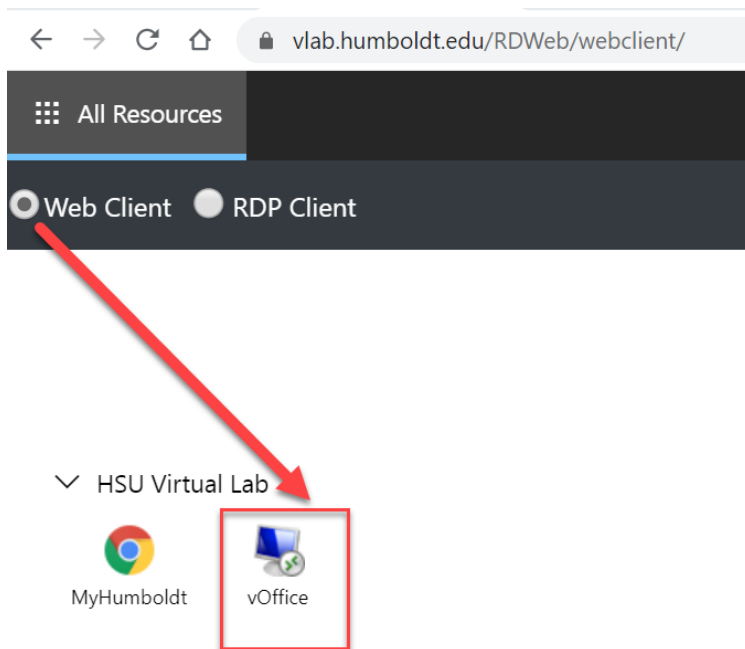 vlab.humboldt.edu/RDWeb/webclient/
All Resources
Web Client RDP Client
HSU Virtual Lab
MyHumboldt vOffice